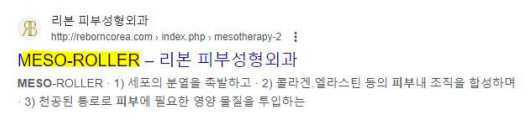 리본 피부성형외과
http://reborncorea.com › index.php › mesotherapy-2
MESO-ROLLER – 리본 피부성형외과
MESO-ROLLER · 1) 세포의 분열을 촉발하고 · 2) 콜라겐 엘라스틴 등의 피부내 조직을 합성하며
· 3) 천공된 통로로 피부에 필요한 영양 물질을 투입하는